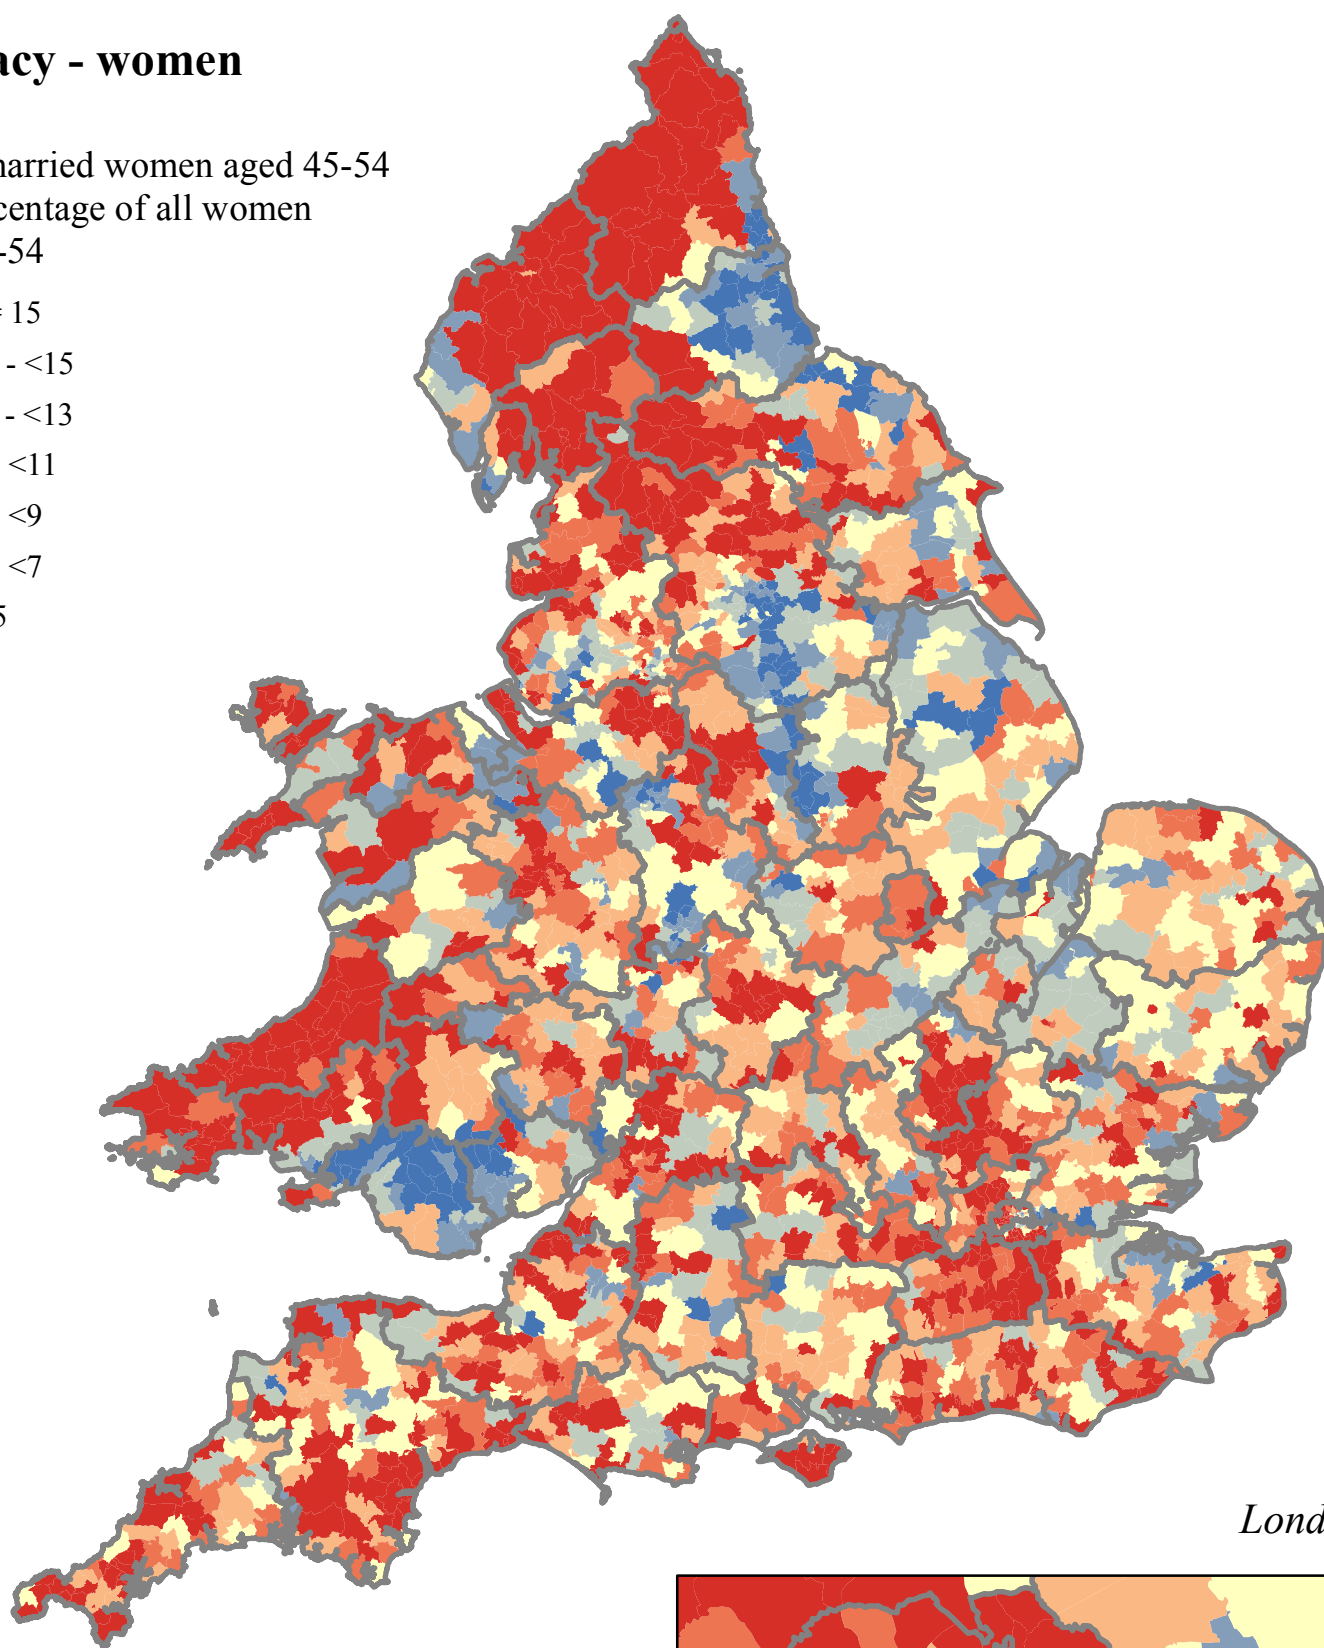 acy - women
narried women aged 45-54
centage of all women
-54
= 15
- <15
- <13
<11
<9
<7
5
Lond